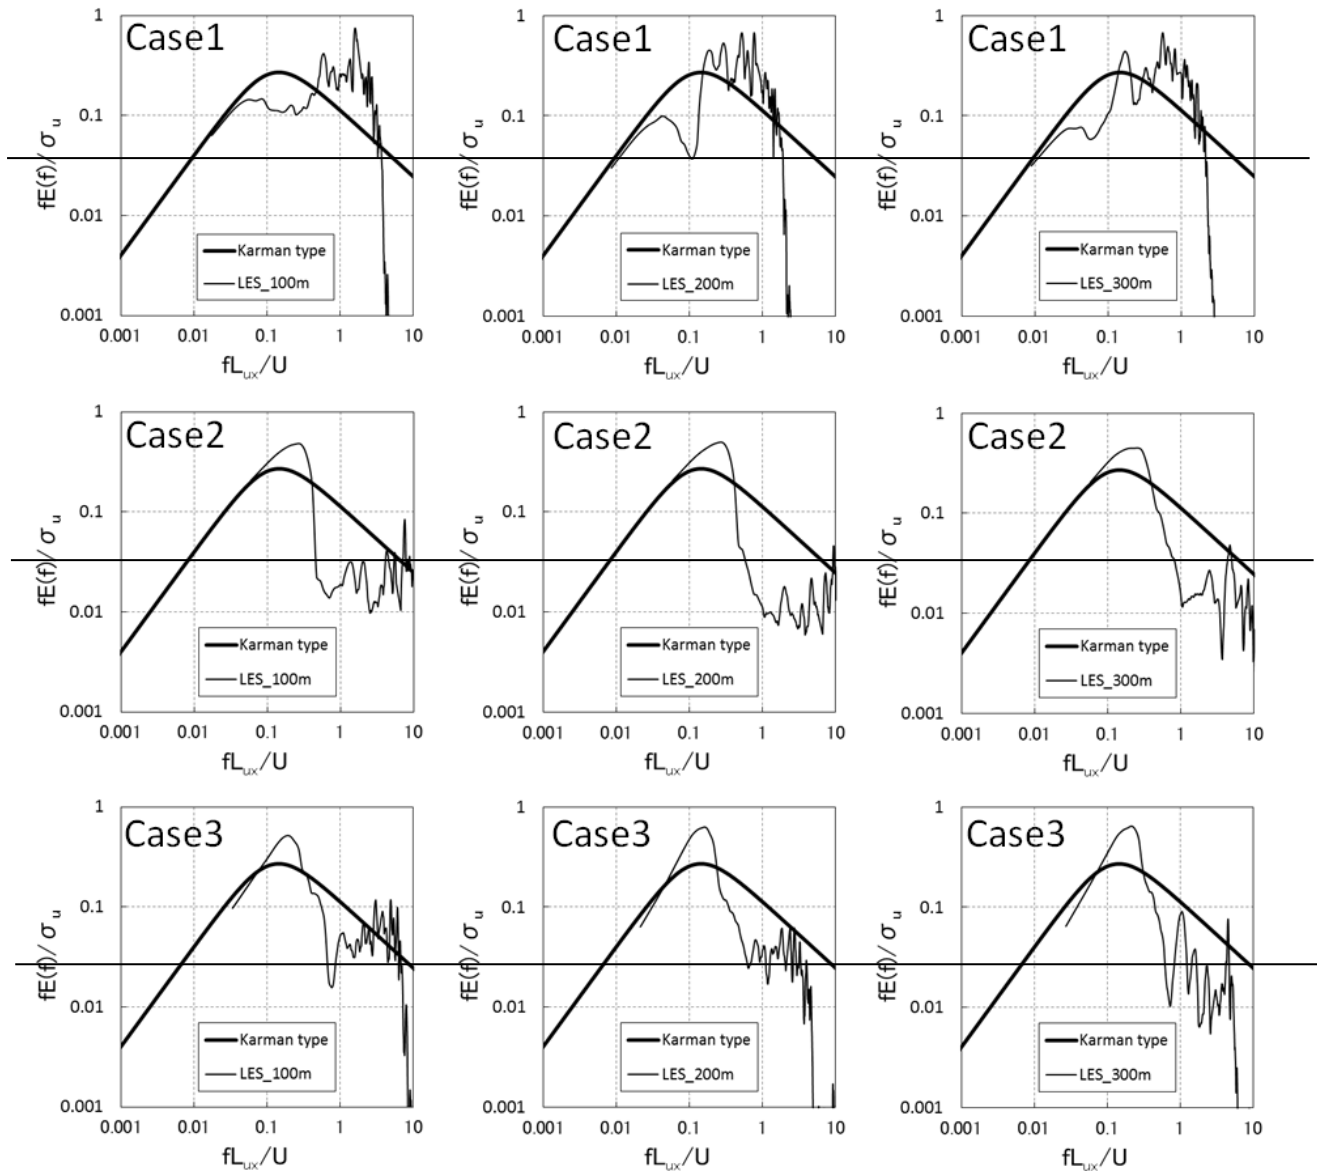 Case1
1
0.1
0.01
0.001
fE(f)/σu
Karman type
LES_100m
0.001 0.01 0.1 1 10
fLux/U
Case1
1
0.1
0.01
0.001
fE(f)/σu
Karman type
LES_200m
0.001 0.01 0.1 1 10
fLux/U
Case1
1
0.1
0.01
0.001
fE(f)/σu
Karman type
LES_300m
0.001 0.01 0.1 1 10
fLux/U
Case2
1
0.1
0.01
0.001
fE(f)/σu
Karman type
LES_100m
0.001 0.01 0.1 1 10
fLux/U
Case2
1
0.1
0.01
0.001
fE(f)/σu
Karman type
LES_200m
0.001 0.01 0.1 1 10
fLux/U
Case2
1
0.1
0.01
0.001
fE(f)/σu
Karman type
LES_300m
0.001 0.01 0.1 1 10
fLux/U
Case3
1
0.1
0.01
0.001
fE(f)/σu
Karman type
LES_100m
0.001 0.01 0.1 1 10
fLux/U
Case3
1
0.1
0.01
0.001
fE(f)/σu
Karman type
LES_200m
0.001 0.01 0.1 1 10
fLux/U
Case3
1
0.1
0.01
0.001
fE(f)/σu
Karman type
LES_300m
0.001 0.01 0.1 1 10
fLux/U